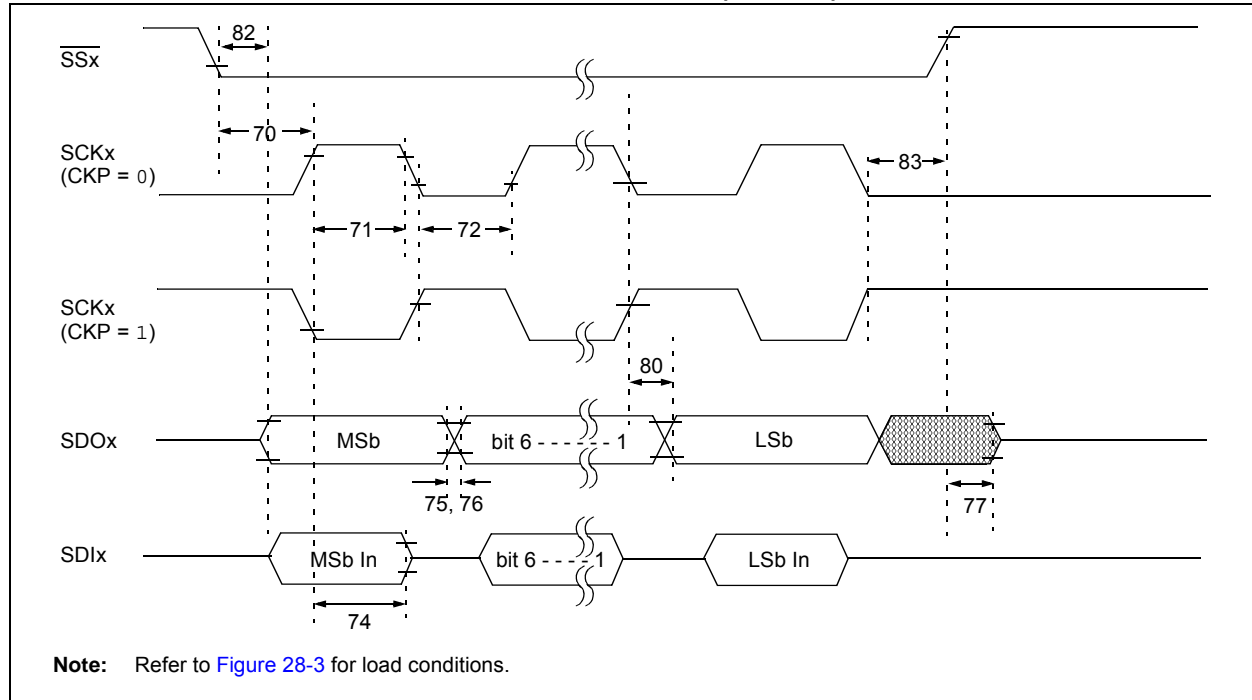 82
SSx
70
SCKx
(CKP = 0)
83
71
72
SCKx
(CKP = 1)
80
SDOx
MSb
bit 6 - - - - - - 1
LSb
75, 76
77
SDIx
MSb In
bit 6 - - - - 1
LSb In
74
Note: Refer to Figure 28-3 for load conditions.